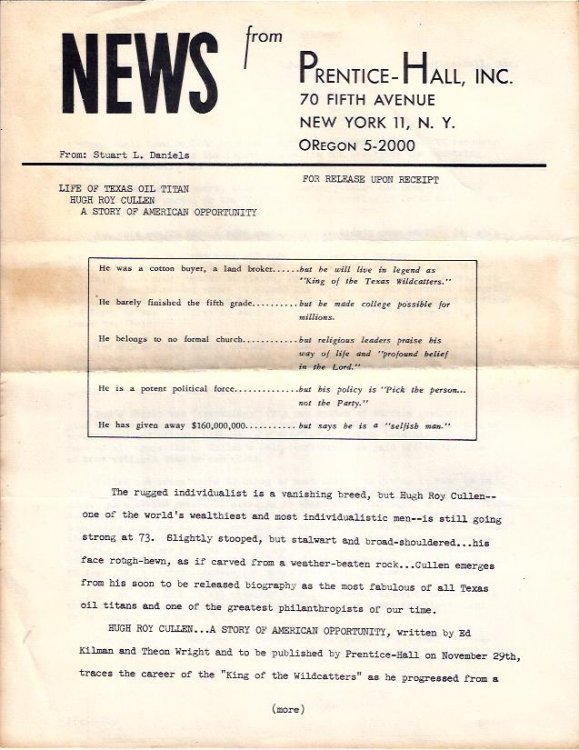 NEWS from
PRENTICE-HALL, INC.
70 FIFTH AVENUE
NEW YORK 11, N. Y.
OREGON 5-2000
From: Stuart L. Daniels
FOR RELEASE UPON RECEIPT
LIFE OF TEXAS OIL TITAN
HUGH ROY CULLEN
A STORY OF AMERICAN OPPORTUNITY
He was a cotton buyer, a land broker......but he will live in legend as
"King of the Texas Wildcatters."
He barely finished the fifth grade..........but he made college possible for
millions.
He belongs to no formal church............but religious leaders praise his
way of life and "profound belief
in the Lord."
He is a potent political force..............but his policy is "Pick the person...
not the Party."
He has given away $160,000,000...........but says he is a "selfish man."
The rugged individualist is a vanishing breed, but Hugh Roy Cullen--
one of the world's wealthiest and most individualistic men--is still going
strong at 73. Slightly stooped, but stalwart and broad-shouldered...his
face rough-hewn, as if carved from a weather-beaten rock...Cullen emerges
from his soon to be released biography as the most fabulous of all Texas
oil titans and one of the greatest philanthropists of our time.
HUGH ROY CULLEN...A STORY OF AMERICAN OPPORTUNITY, written by Ed
Kilman and Theon Wright and to be published by Prentice-Hall on November 29th,
traces the career of the "King of the Wildcatters" as he progressed from a
(more)